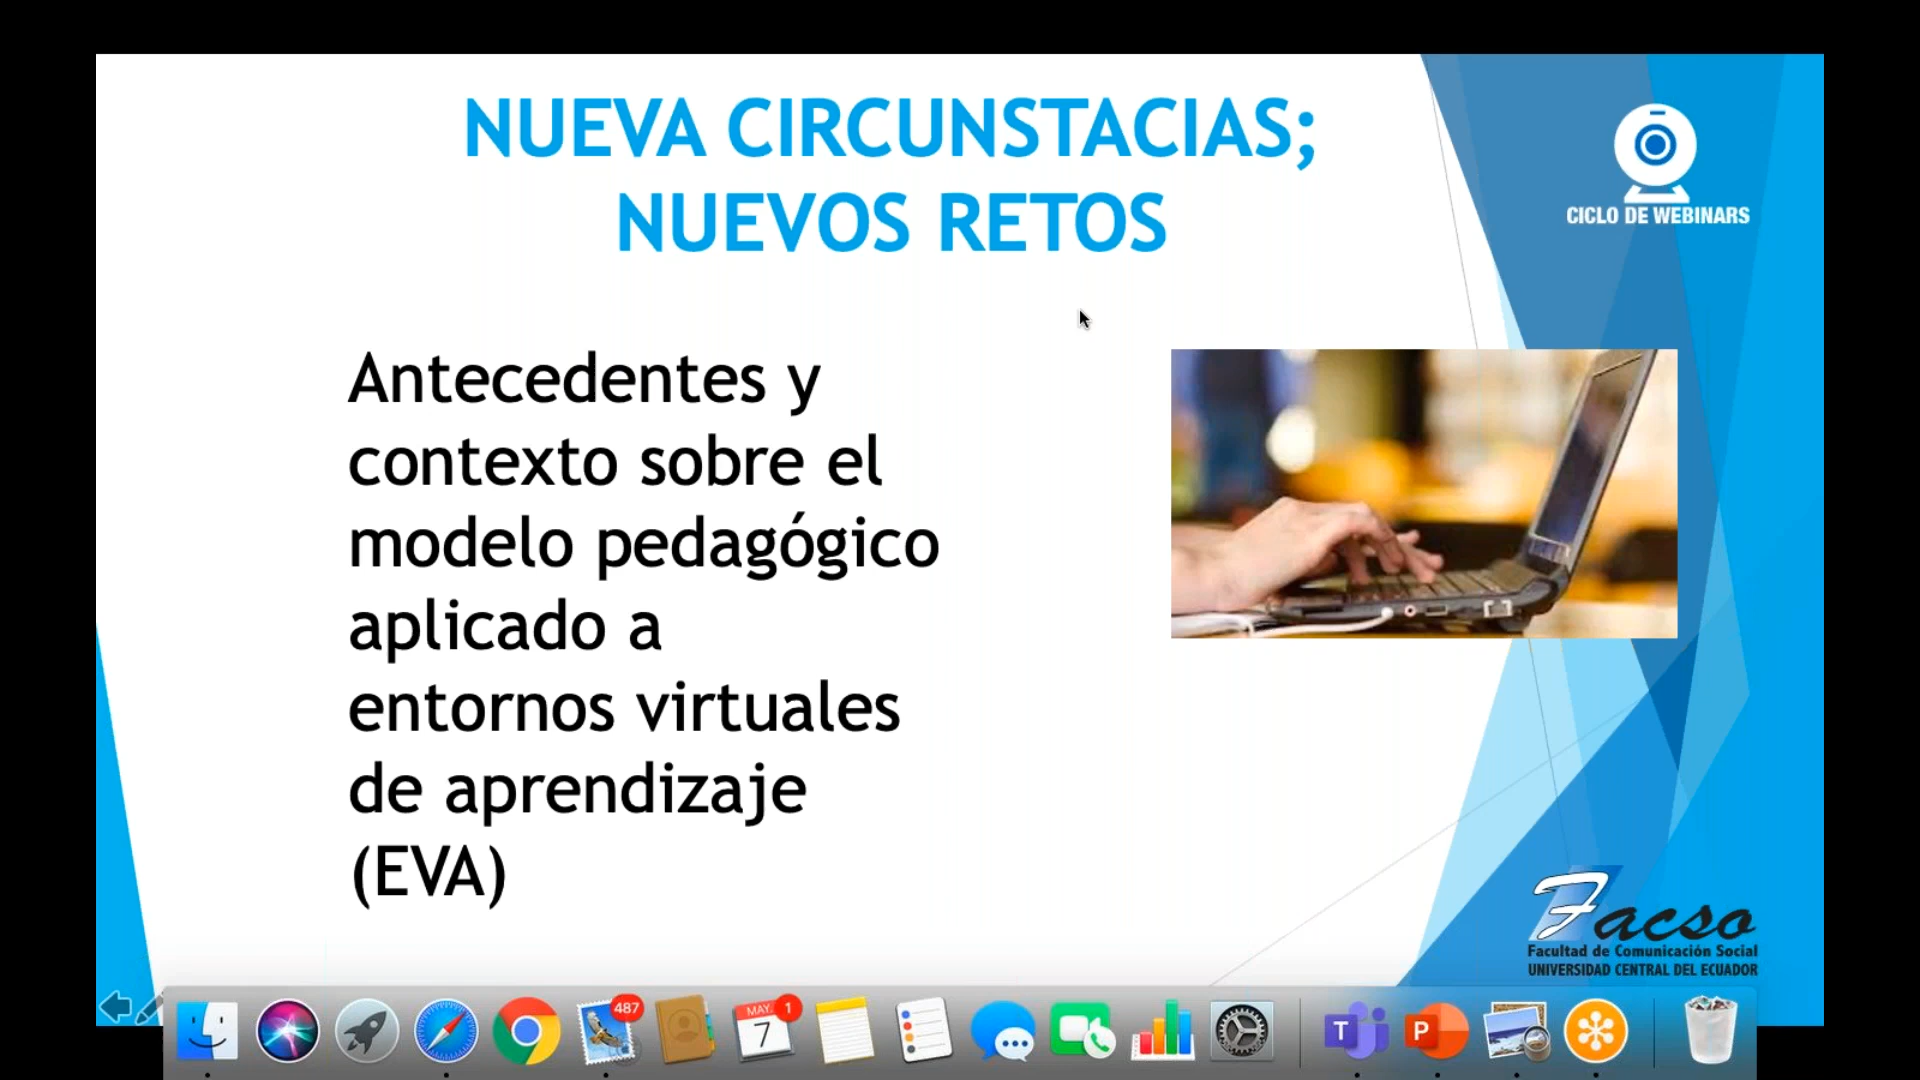 NUEVA CIRCUNSTACIAS;
NUEVOS RETOS
CICLO DE WEBINARS
Antecedentes y
contexto sobre el
modelo pedagógico
aplicado a
entornos virtuales
de aprendizaje
(EVA)
Facso
Facultad de Comunicación Social
UNIVERSIDAD CENTRAL DEL ECUADOR
487
MAY.
1
7
T
P